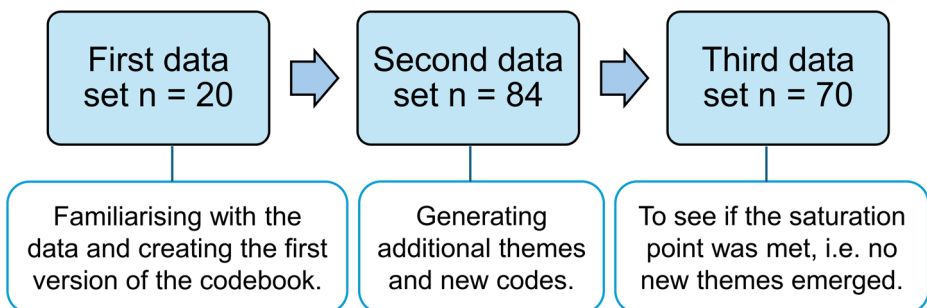 First data
set n = 20
Second data
set n = 84
Third data
set n = 70
Familiarising with the
data and creating the first
version of the codebook.
Generating
additional themes
and new codes.
To see if the saturation
point was met, i.e. no
new themes emerged.